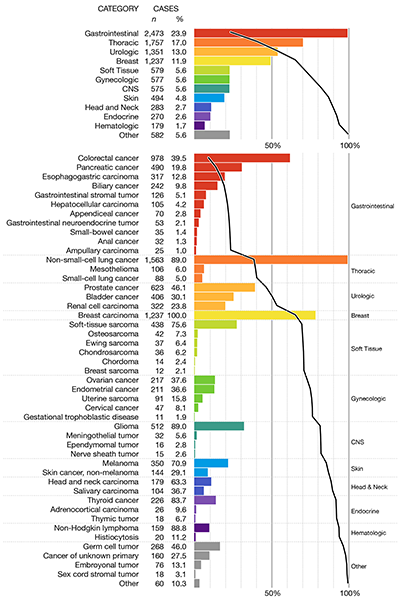 CATEGORY CASES
n %
Gastrointestinal 2,473 23.9
Thoracic 1,757 17.0
Urologic 1,351 13.0
Breast 1,237 11.9
Soft Tissue 579 5.6
Gynecologic 577 5.6
CNS 575 5.6
Skin 494 4.8
Head and Neck 283 2.7
Endocrine 270 2.6
Hematologic 179 1.7
Other 582 5.6
50% 100%
Colorectal cancer 978 39.5
Pancreatic cancer 490 19.8
Esophagogastric carcinoma 317 12.8
Biliary cancer 242 9.8
Gastrointestinal stromal tumor 126 5.1
Hepatocellular carcinoma 105 4.2
Appendiceal cancer 70 2.8
Gastrointestinal neuroendocrine tumor 53 2.1
Small-bowel cancer 35 1.4
Anal cancer 32 1.3
Ampullary carcinoma 25 1.0
Gastrointestinal
Non-small-cell lung cancer 1,563 89.0
Mesothelioma 106 6.0
Small-cell lung cancer 88 5.0
Thoracic
Prostate cancer 623 46.1
Bladder cancer 406 30.1
Renal cell carcinoma 322 23.8
Urologic
Breast carcinoma 1,237 100.0
Breast
Soft-tissue sarcoma 438 75.6
Osteosarcoma 42 7.3
Ewing sarcoma 37 6.4
Chondrosarcoma 36 6.2
Chordoma 14 2.4
Breast sarcoma 12 2.1
Soft Tissue
Ovarian cancer 217 37.6
Endometrial cancer 211 36.6
Uterine sarcoma 91 15.8
Cervical cancer 47 8.1
Gestational trophoblastic disease 11 1.9
Gynecologic
Glioma 512 89.0
Meningothelial tumor 32 5.6
Ependymomal tumor 16 2.8
Nerve sheath tumor 15 2.6
CNS
Melanoma 350 70.9
Skin cancer, non-melanoma 144 29.1
Skin
Head and neck carcinoma 179 63.3
Salivary carcinoma 104 36.7
Head & Neck
Thyroid cancer 226 83.7
Adrenocortical carcinoma 26 9.6
Thymic tumor 18 6.7
Endocrine
Non-Hodgkin lymphoma 159 88.8
Histiocytosis 20 11.2
Hematologic
Germ cell tumor 268 46.0
Cancer of unknown primary 160 27.5
Embroyonal tumor 76 13.1
Sex cord stromal tumor 18 3.1
Other 60 10.3
Other
50% 100%